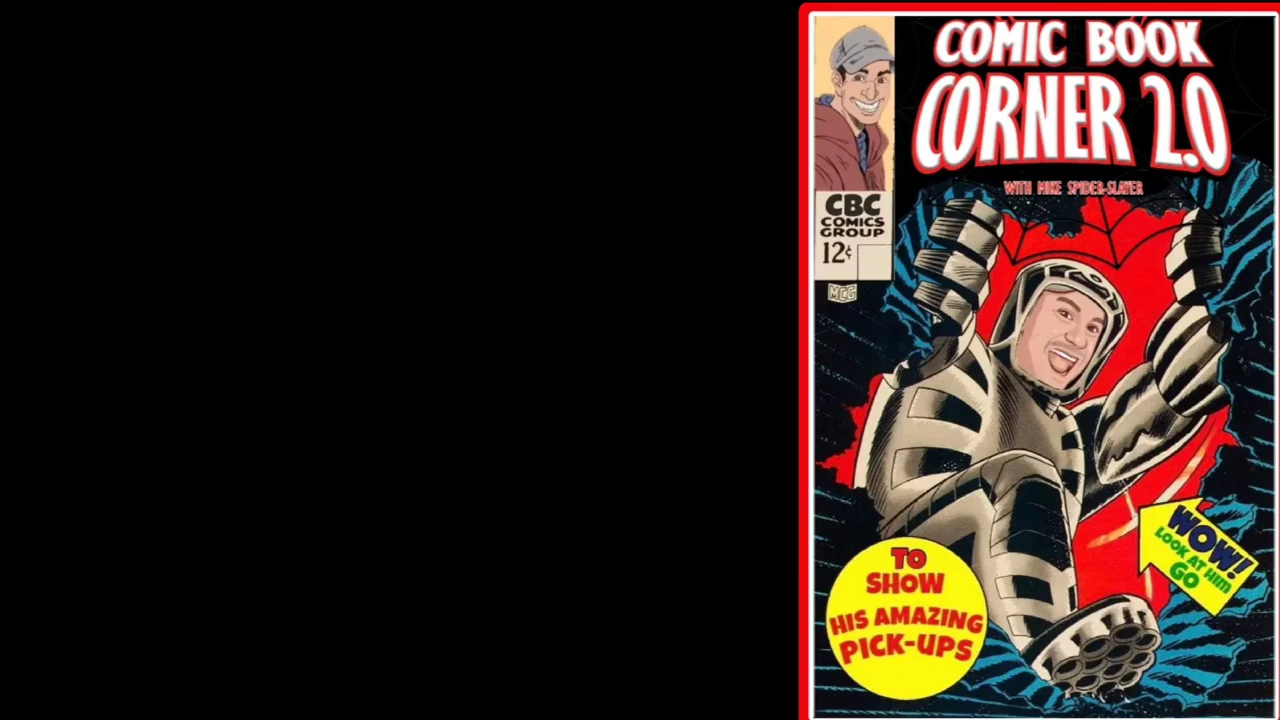 COMIC BOOK
CORNER 2.0
WITH MIKE SPIDER-SLAYER
CBC
COMICS
GROUP
12¢
MCG
WOW!
LOOK AT HIM
GO
TO
SHOW
HIS AMAZING
PICK-UPS